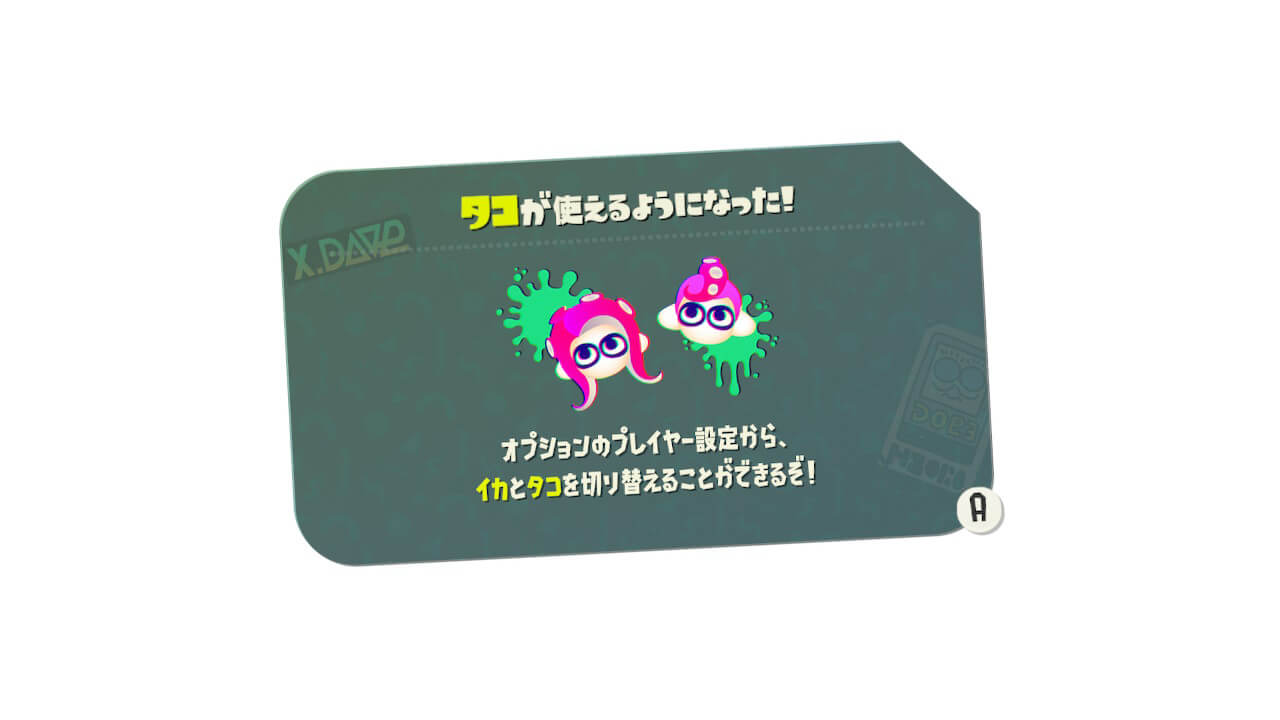 タコが使えるようになった!
X.DAVP
オプションのプレイヤー設定から、
イカとタコを切り替えることができるぞ!
A